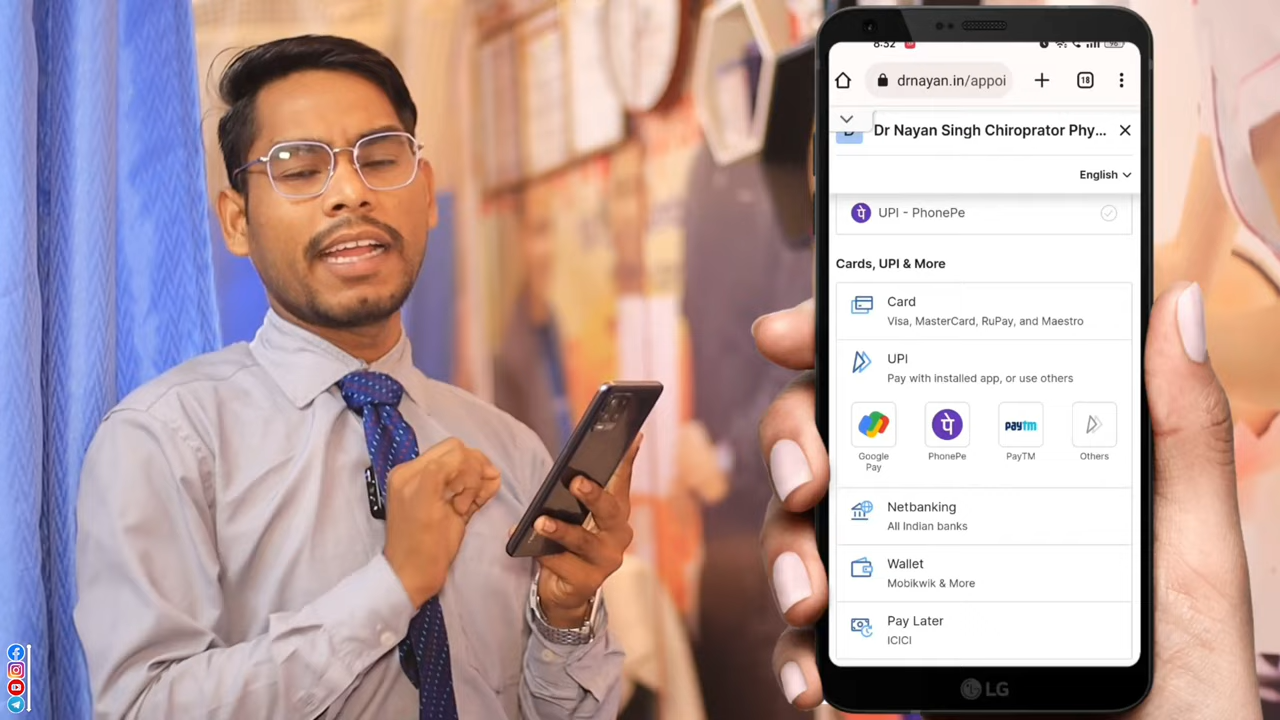 8:52
18
drnayan.in/appoi
Dr Nayan Singh Chiroprator Phy...
English
पे
UPI - PhonePe
Cards, UPI & More
Card
Visa, MasterCard, RuPay, and Maestro
UPI
Pay with installed app, or use others
पे
paytm
Google
Pay
PhonePe
PayTM
Others
Netbanking
All Indian banks
Wallet
Mobikwik & More
Pay Later
ICICI
LG